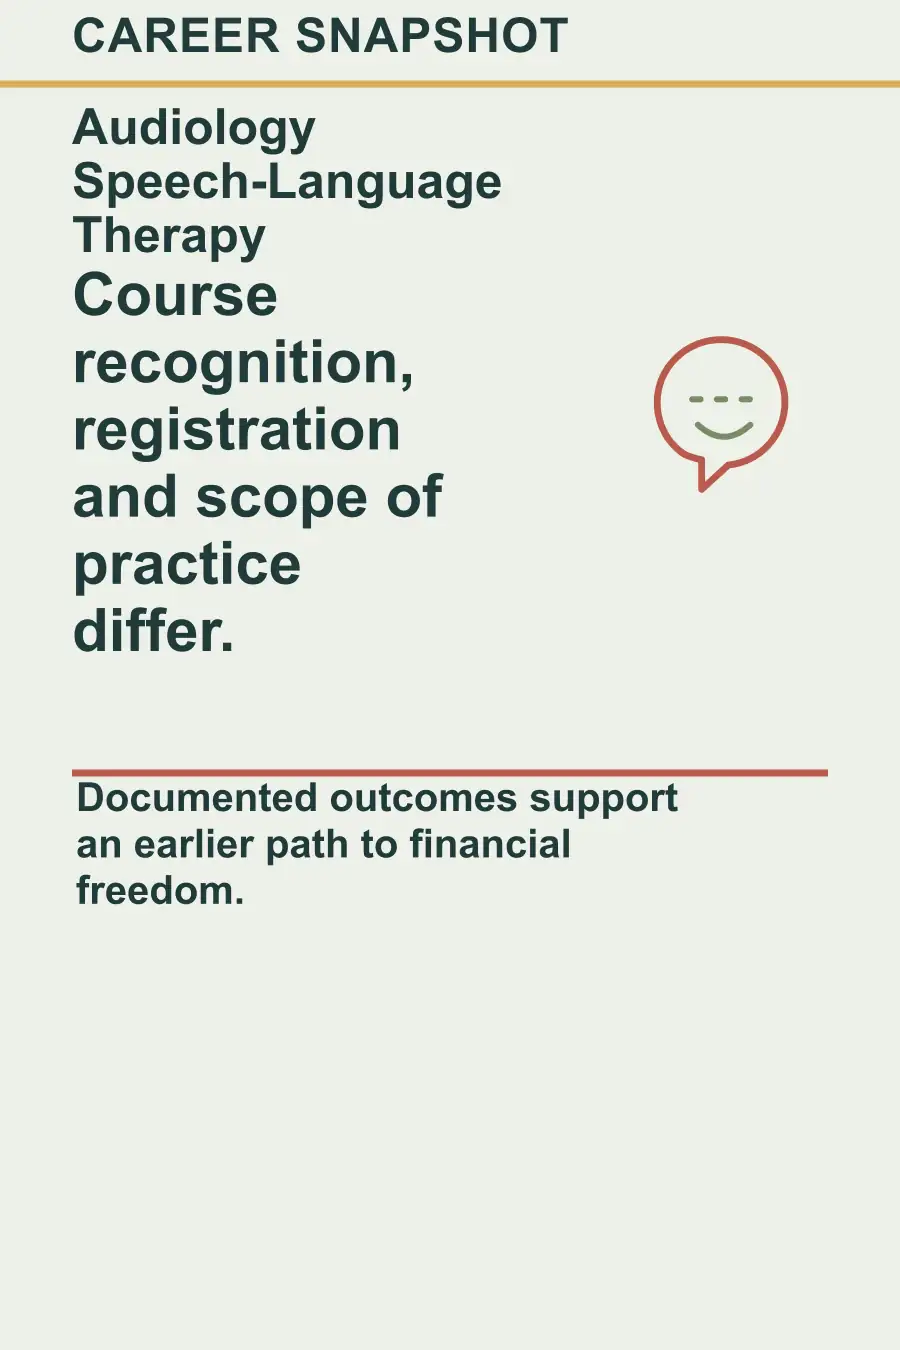 CAREER SNAPSHOT
Audiology
Speech-Language
Therapy
Course
recognition,
registration
and scope of
practice
differ.
Documented outcomes support
an earlier path to financial
freedom.